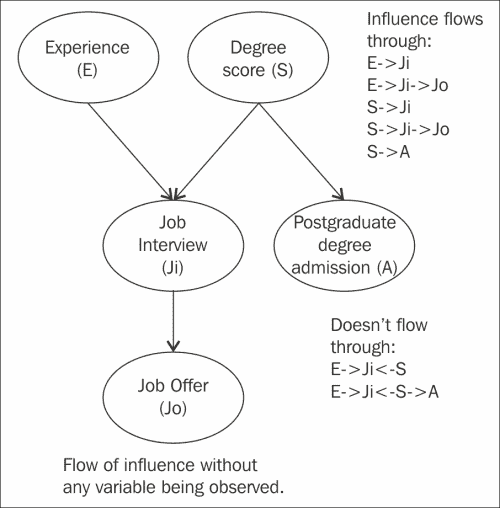 Experience
(E)
Degree
score (S)
Influence flows
through:
E->Ji
E->Ji->Jo
S->Ji
S->Ji->Jo
S->A
Job
Interview
(Ji)
Postgraduate
degree
admission (A)
Doesn't flow
through:
E->Ji<-S
E->Ji<-S->A
Job Offer
(Jo)
Flow of influence without
any variable being observed.